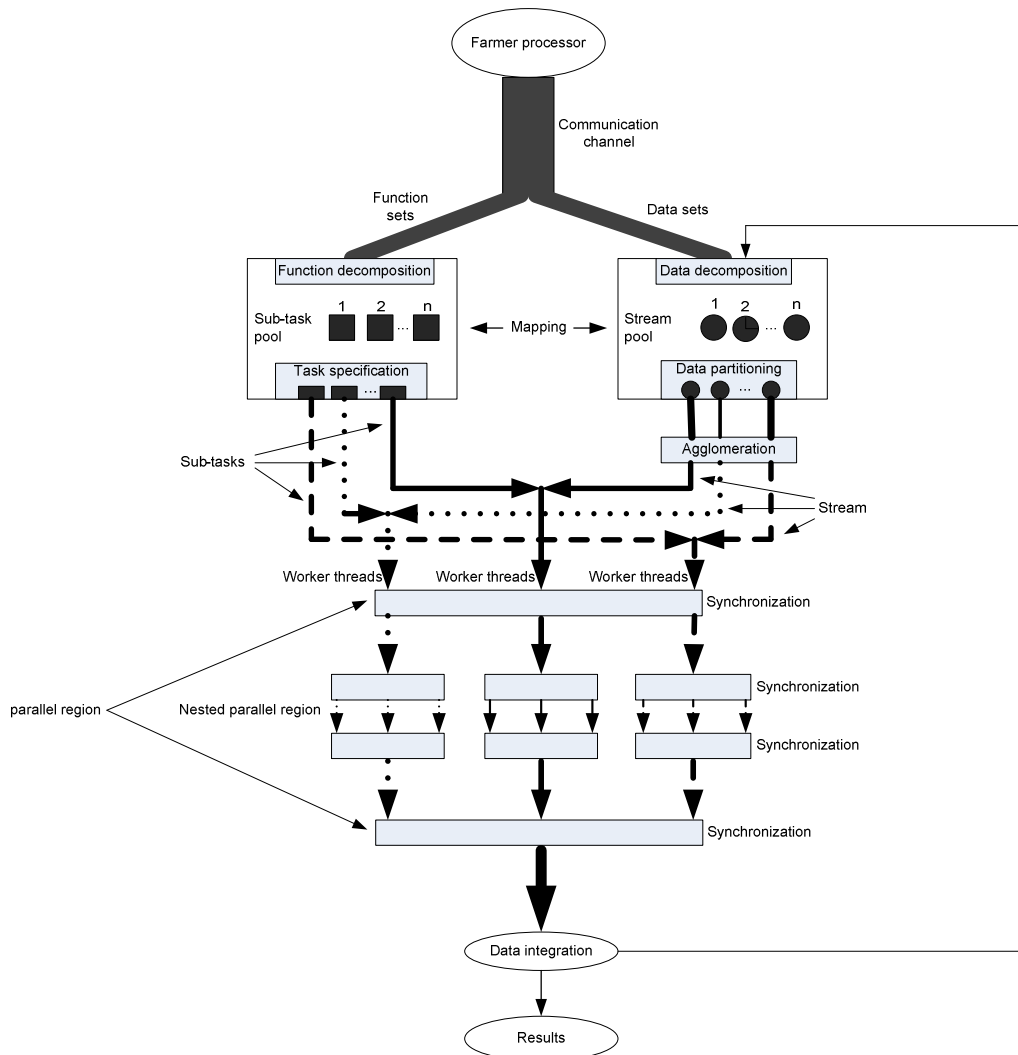 Farmer processor
Communication
channel
Function
sets
Data sets
Function decomposition
Data decomposition
1 2 n
...
Sub-task
pool
Mapping
1 2 n
...
Stream
pool
Task specification
...
Data partitioning
...
Agglomeration
Sub-tasks
Stream
Worker threads
Worker threads
Worker threads
Synchronization
parallel region
Nested parallel region
Synchronization
Synchronization
Synchronization
Data integration
Results